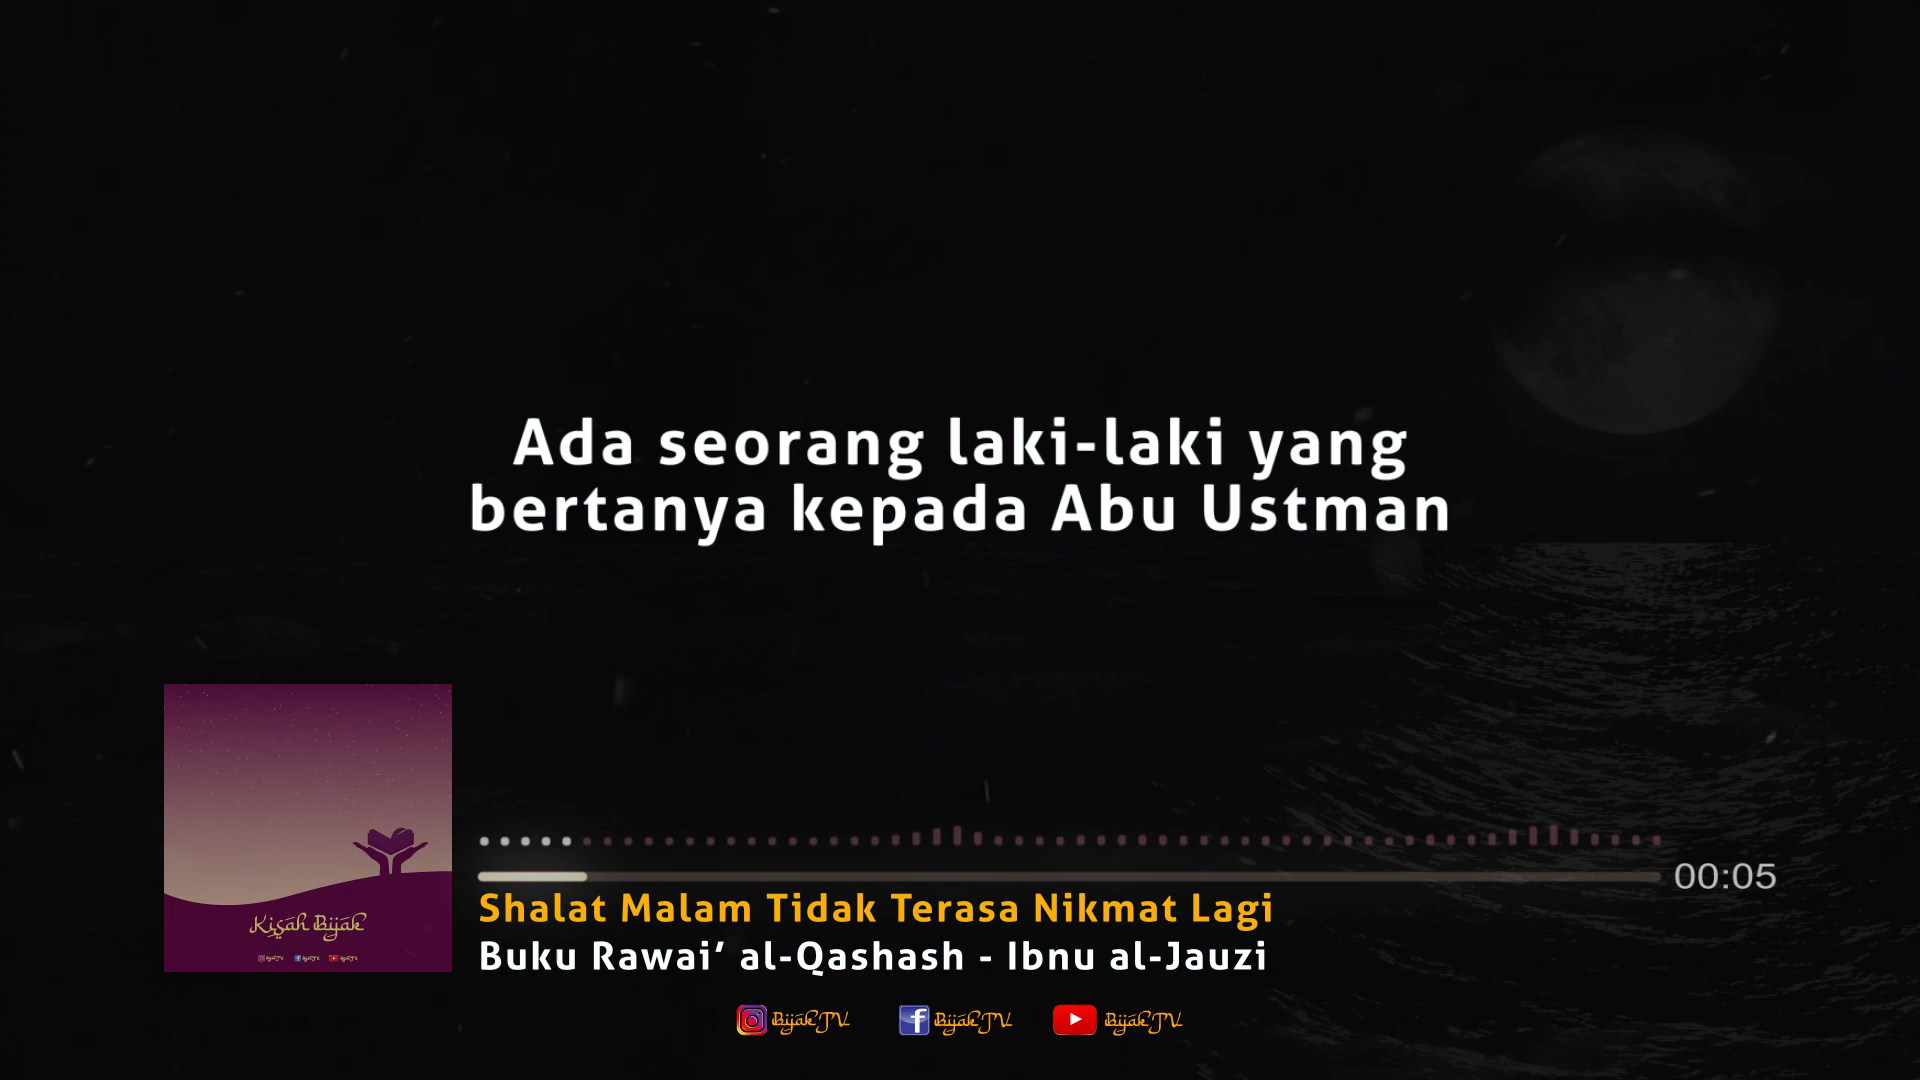 Ada seorang laki-laki yang
bertanya kepada Abu Ustman
Kisah Bijak
00:05
Shalat Malam Tidak Terasa Nikmat Lagi
Buku Rawai’ al-Qashash - Ibnu al-Jauzi
BijakTV BijakTV BijakTV